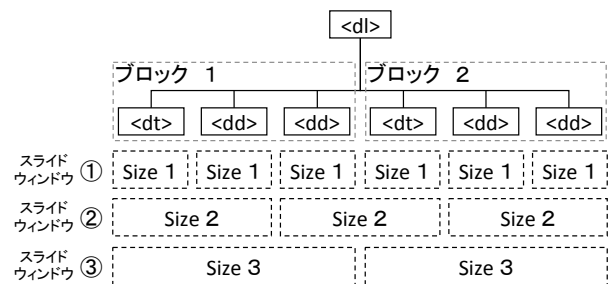 <dl>
ブロック 1 ブロック 2
<dt> <dd> <dd> <dt> <dd> <dd>
スライド
ウィンドウ ① Size 1 Size 1 Size 1 Size 1 Size 1 Size 1
スライド
ウィンドウ ② Size 2 Size 2 Size 2
スライド
ウィンドウ ③ Size 3 Size 3